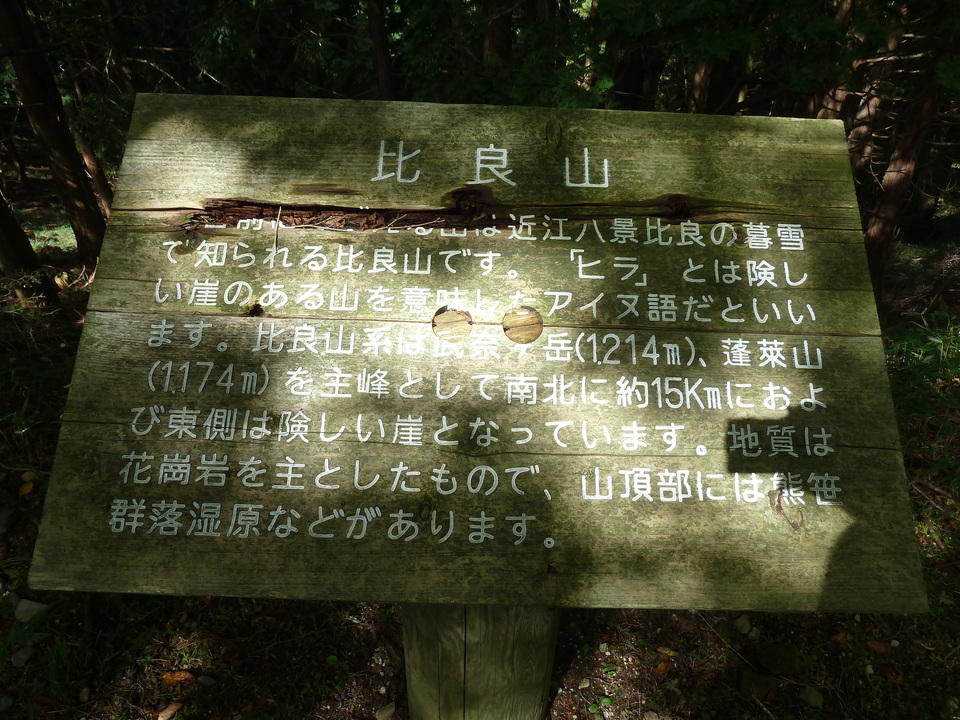 比良山
る山は近江八景比良の暮雪
で知られる比良山です。「ヒラ」とは険し
い崖のある山を意味したアイヌ語だといい
ます。比良山系は武奈ヶ岳(1.214m)、蓬莱山
(1.174m)を主峰として南北に約15Kmにおよ
び東側は険しい崖となっています。地質は
花崗岩を主としたもので、山頂部には熊笹
群落湿原などがあります。